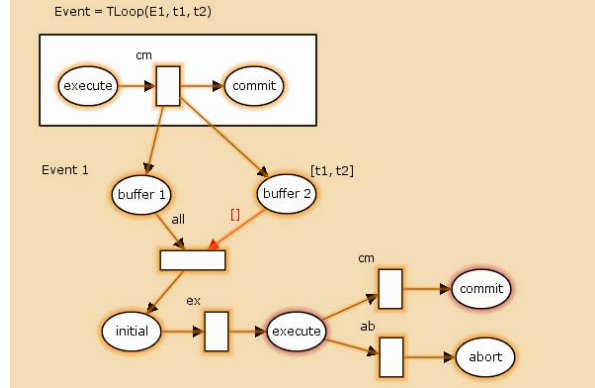 Event = TLoop(E1, t1, t2)
cm
execute
commit
Event 1
[t1, t2]
buffer 1
buffer 2
all
[]
cm
commit
ex
initial
execute
ab
abort